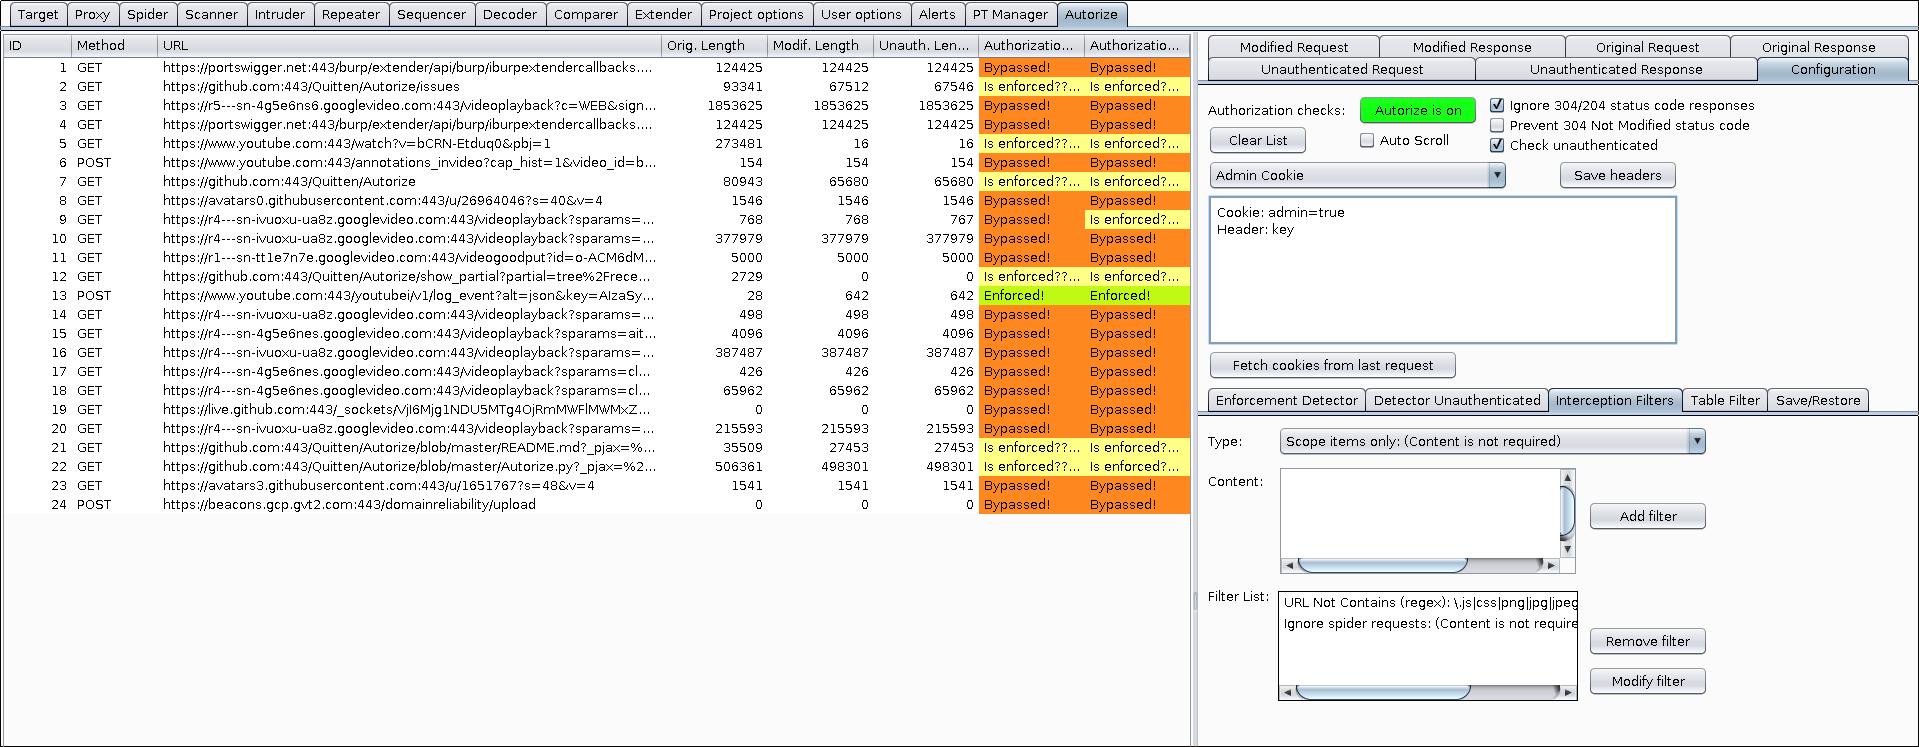 Target Proxy Spider Scanner Intruder Repeater Sequencer Decoder Comparer Extender Project options User options Alerts PT Manager Autorize
ID Method URL Orig. Length Modif. Length Unauth. Len... Authorizatio... Authorizatio...
1 GET https://portswigger.net:443/burp/extender/api/burp/iburpextendercallbacks.... 124425 124425 124425 Bypassed! Bypassed!
2 GET https://github.com:443/Quitten/Autorize/issues 93341 67512 67546 Is enforced??... Is enforced?...
3 GET https://r5---sn-4g5e6ns6.googlevideo.com:443/videoplayback?c=WEB&sign... 1853625 1853625 1853625 Bypassed! Bypassed!
4 GET https://portswigger.net:443/burp/extender/api/burp/iburpextendercallbacks.... 124425 124425 124425 Bypassed! Bypassed!
5 GET https://www.youtube.com:443/watch?v=bCRN-Etduq0&pbj=1 273481 16 16 Is enforced??... Is enforced?...
6 POST https://www.youtube.com:443/annotations_invideo?cap_hist=1&video_id=b... 154 154 154 Bypassed! Bypassed!
7 GET https://github.com:443/Quitten/Autorize 80943 65680 65680 Is enforced??... Is enforced?...
8 GET https://avatars0.githubusercontent.com:443/u/26964046?s=40&v=4 1546 1546 1546 Bypassed! Bypassed!
9 GET https://r4---sn-ivuoxu-ua8z.googlevideo.com:443/videoplayback?sparams=... 768 768 767 Bypassed! Is enforced?...
10 GET https://r4---sn-ivuoxu-ua8z.googlevideo.com:443/videoplayback?sparams=... 377979 377979 377979 Bypassed! Bypassed!
11 GET https://r1---sn-tt1e7n7e.googlevideo.com:443/videogoodput?id=o-ACM6dM... 5000 5000 5000 Bypassed! Bypassed!
12 GET https://github.com:443/Quitten/Autorize/show_partial?partial=tree%2Frece... 2729 0 0 Is enforced??... Is enforced?...
13 POST https://www.youtube.com:443/youtubei/v1/log_event?alt=json&key=AIzaSy... 28 642 642 Enforced! Enforced!
14 GET https://r4---sn-ivuoxu-ua8z.googlevideo.com:443/videoplayback?sparams=... 498 498 498 Bypassed! Bypassed!
15 GET https://r4---sn-4g5e6nes.googlevideo.com:443/videoplayback?sparams=ait... 4096 4096 4096 Bypassed! Bypassed!
16 GET https://r4---sn-ivuoxu-ua8z.googlevideo.com:443/videoplayback?sparams=... 387487 387487 387487 Bypassed! Bypassed!
17 GET https://r4---sn-4g5e6nes.googlevideo.com:443/videoplayback?sparams=cl... 426 426 426 Bypassed! Bypassed!
18 GET https://r4---sn-4g5e6nes.googlevideo.com:443/videoplayback?sparams=cl... 65962 65962 65962 Bypassed! Bypassed!
19 GET https://live.github.com:443/_sockets/VjI6Mjg1NDU5MTg4OjRmMWFlMWMxZ... 0 0 0 Bypassed! Bypassed!
20 GET https://r4---sn-ivuoxu-ua8z.googlevideo.com:443/videoplayback?sparams=... 215593 215593 215593 Bypassed! Bypassed!
21 GET https://github.com:443/Quitten/Autorize/blob/master/README.md?_pjax=%... 35509 27453 27453 Is enforced??... Is enforced?...
22 GET https://github.com:443/Quitten/Autorize/blob/master/Autorize.py?_pjax=%2... 506361 498301 498301 Is enforced??... Is enforced?...
23 GET https://avatars3.githubusercontent.com:443/u/1651767?s=48&v=4 1541 1541 1541 Bypassed! Bypassed!
24 POST https://beacons.gcp.gvt2.com:443/domainreliability/upload 0 0 0 Bypassed! Bypassed!
Modified Request Modified Response Original Request Original Response
Unauthenticated Request Unauthenticated Response Configuration
Authorization checks: Autorize is on
Ignore 304/204 status code responses
Prevent 304 Not Modified status code
Clear List Auto Scroll Check unauthenticated
Admin Cookie Save headers
Cookie: admin=true
Header: key
Fetch cookies from last request
Enforcement Detector Detector Unauthenticated Interception Filters Table Filter Save/Restore
Type: Scope items only: (Content is not required)
Content:
Add filter
Filter List: URL Not Contains (regex): \.js|css|png|jpg|jpeg
Ignore spider requests: (Content is not require
Remove filter
Modify filter